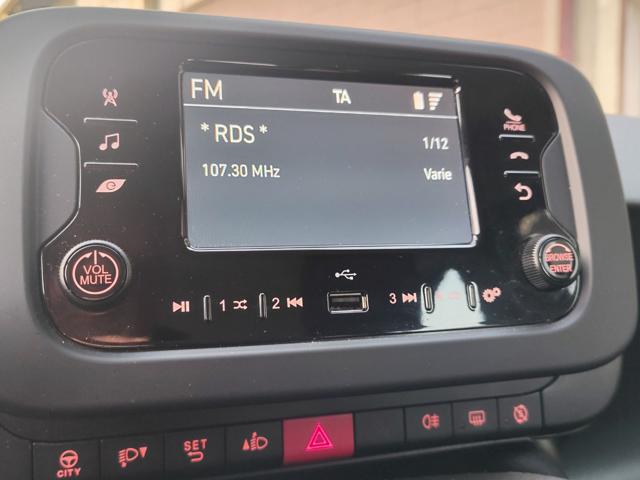 FM
TA
* RDS *
1/12
107.30 MHz
Varie
PHONE
VOL
MUTE
BROWSE
ENTER
1
2
3
CITY
SET